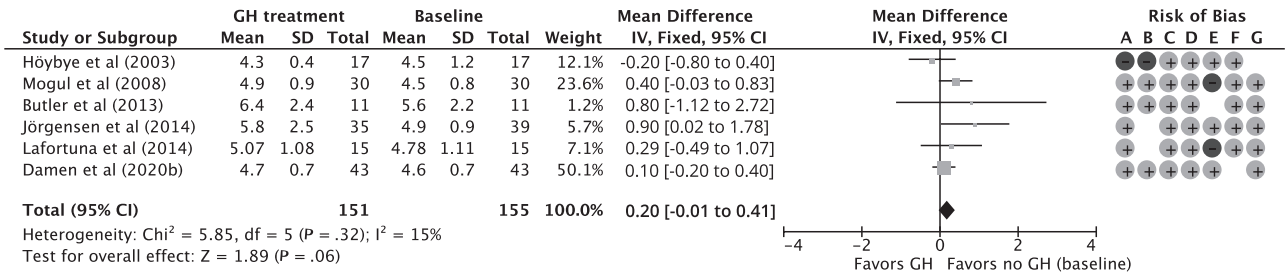 GH treatment Baseline Mean Difference Mean Difference Risk of Bias
Study or Subgroup Mean SD Total Mean SD Total Weight IV, Fixed, 95% CI IV, Fixed, 95% CI A B C D E F G
Höybye et al (2003) 4.3 0.4 17 4.5 1.2 17 12.1% -0.20 [-0.80 to 0.40] - - + + + +
Mogul et al (2008) 4.9 0.9 30 4.5 0.8 30 23.6% 0.40 [-0.03 to 0.83] + + + + - + +
Butler et al (2013) 6.4 2.4 11 5.6 2.2 11 1.2% 0.80 [-1.12 to 2.72] + + + + + +
Jörgensen et al (2014) 5.8 2.5 35 4.9 0.9 39 5.7% 0.90 [0.02 to 1.78] + + + + + +
Lafortuna et al (2014) 5.07 1.08 15 4.78 1.11 15 7.1% 0.29 [-0.49 to 1.07] + + + - + +
Damen et al (2020b) 4.7 0.7 43 4.6 0.7 43 50.1% 0.10 [-0.20 to 0.40] + + + + + +
Total (95% CI) 151 155 100.0% 0.20 [-0.01 to 0.41]
Heterogeneity: Chi² = 5.85, df = 5 (P = .32); I² = 15%
Test for overall effect: Z = 1.89 (P = .06)
-4 -2 0 2 4
Favors GH Favors no GH (baseline)